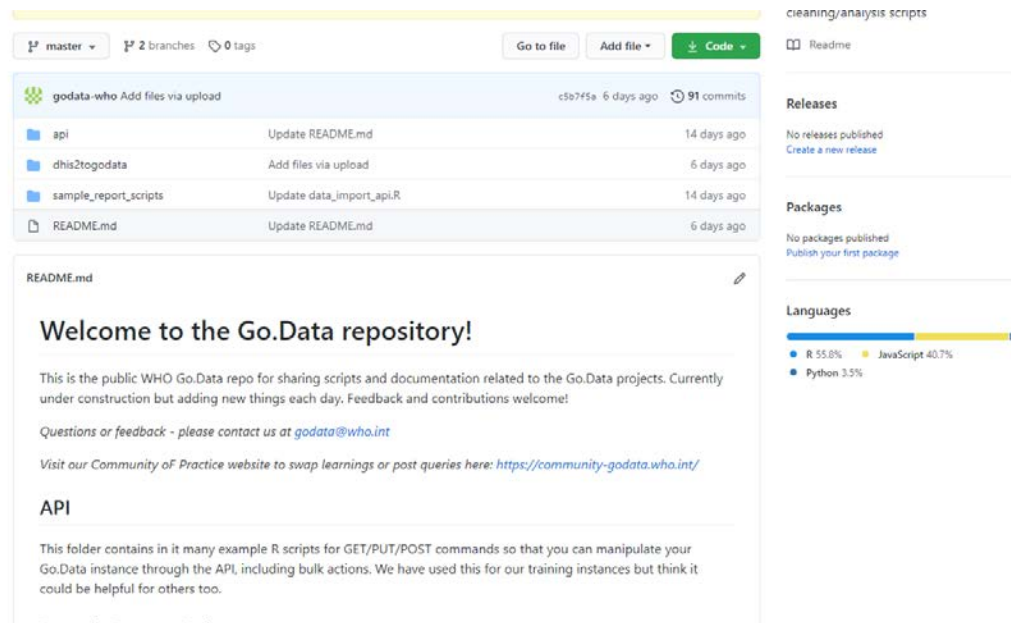 cleaning/analysis scripts
master
2 branches
0 tags
Go to file
Add file
Code
Readme
godata-who Add files via upload
c5b7f5a 6 days ago
91 commits
api
Update README.md
14 days ago
dhis2togodata
Add files via upload
6 days ago
sample_report_scripts
Update data_import_api.R
14 days ago
README.md
Update README.md
6 days ago
Releases
No releases published
Create a new release
Packages
No packages published
Publish your first package
Languages
R 55.8%
JavaScript 40.7%
Python 3.5%
README.md
Welcome to the Go.Data repository!
This is the public WHO Go.Data repo for sharing scripts and documentation related to the Go.Data projects. Currently
under construction but adding new things each day. Feedback and contributions welcome!
Questions or feedback - please contact us at godata@who.int
Visit our Community oF Practice website to swap learnings or post queries here: https://community-godata.who.int/
API
This folder contains in it many example R scripts for GET/PUT/POST commands so that you can manipulate your
Go.Data instance through the API, including bulk actions. We have used this for our training instances but think it
could be helpful for others too.